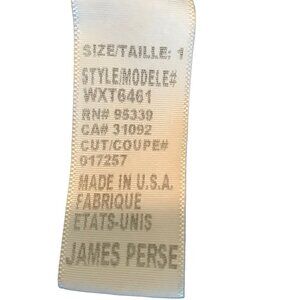 SIZE/TAILLE: 1
STYLE/MODELE#
WXT6461
RN# 95339
CA# 31092
CUT/COUPE#
017257
MADE IN U.S.A.
FABRIQUE
ETATS-UNIS
JAMES PERSE